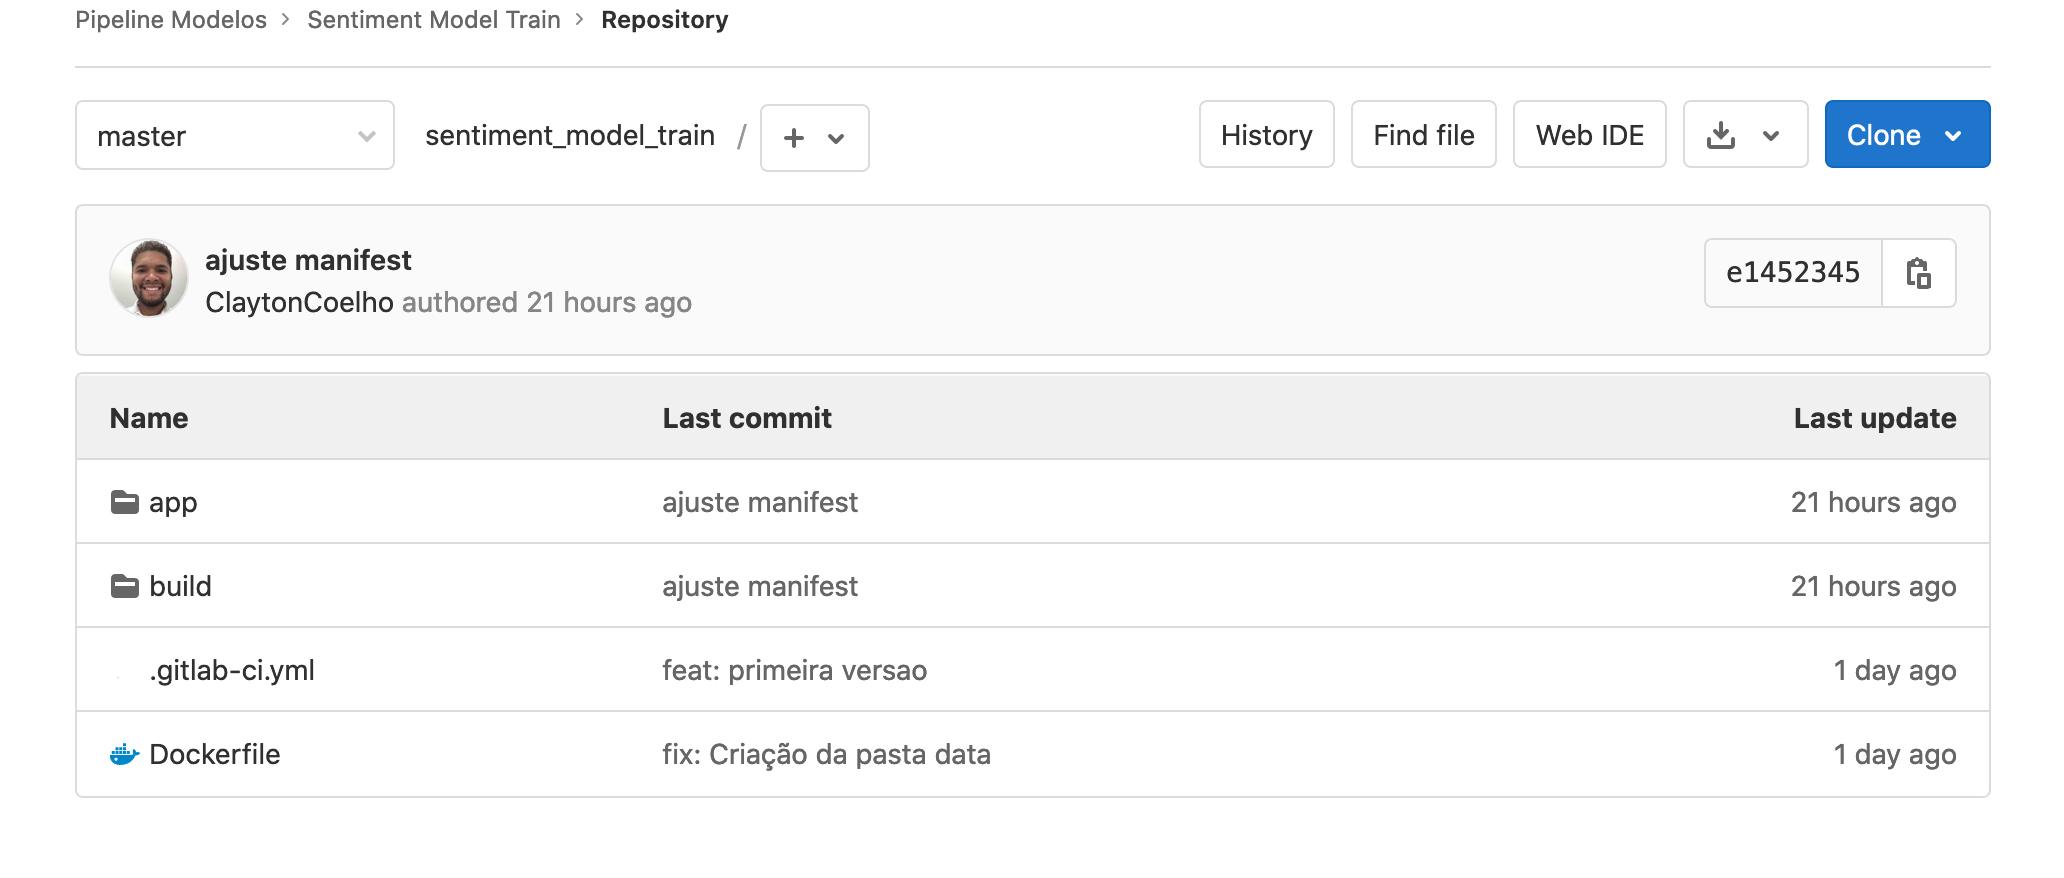 Pipeline Modelos > Sentiment Model Train > Repository
master sentiment_model_train / + History Find file Web IDE Clone
ajuste manifest
ClaytonCoelho authored 21 hours ago
e1452345
Name Last commit Last update
app ajuste manifest 21 hours ago
build ajuste manifest 21 hours ago
.gitlab-ci.yml feat: primeira versao 1 day ago
Dockerfile fix: Criação da pasta data 1 day ago